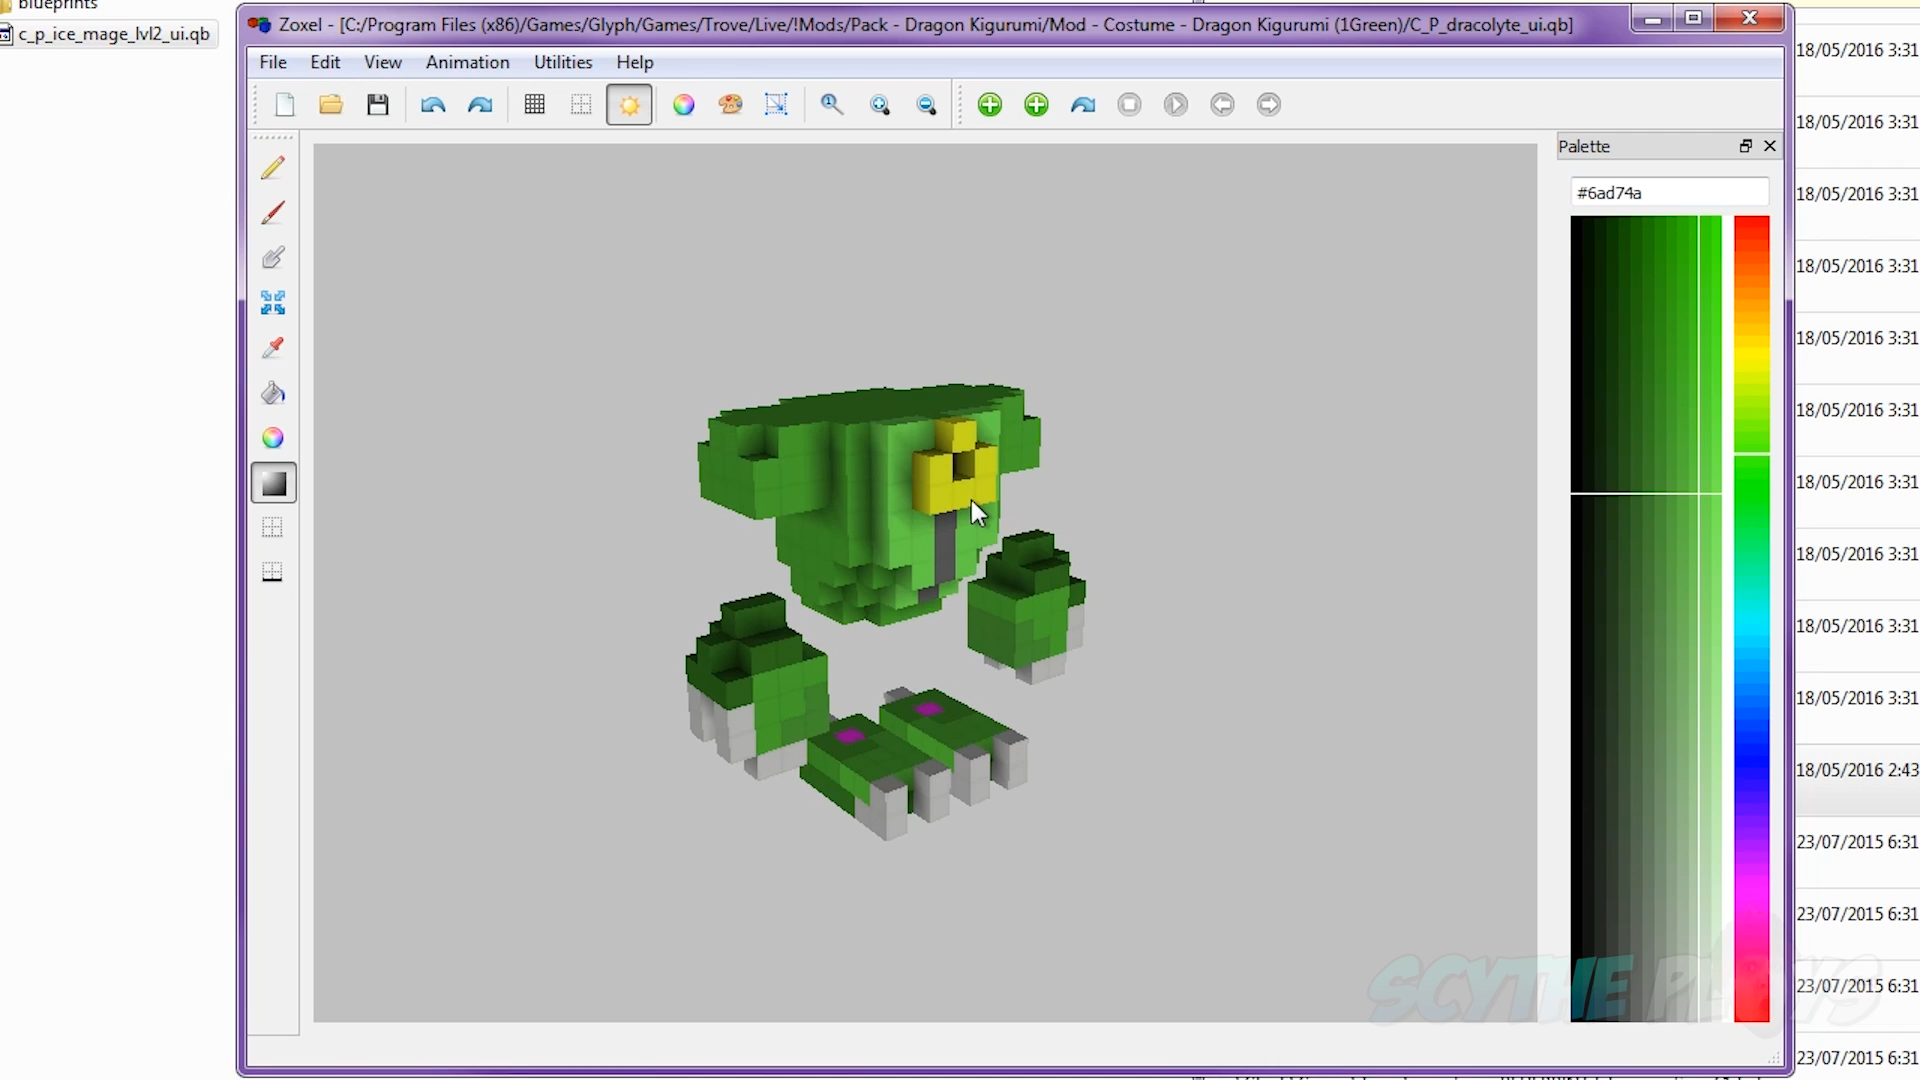 blueprints
c_p_ice_mage_lvl2_ui.qb
Zoxel - [C:/Program Files (x86)/Games/Glyph/Games/Trove/Live/!Mods/Pack - Dragon Kigurumi/Mod - Costume - Dragon Kigurumi (1Green)/C_P_dracolyte_ui.qb]
File Edit View Animation Utilities Help
Palette
#6ad74a
18/05/2016 3:31
18/05/2016 3:31
18/05/2016 3:31
18/05/2016 3:31
18/05/2016 3:31
18/05/2016 3:31
18/05/2016 3:31
18/05/2016 3:31
18/05/2016 3:31
18/05/2016 3:31
18/05/2016 2:43
23/07/2015 6:31
23/07/2015 6:31
23/07/2015 6:31
23/07/2015 6:31
SCYTHE PLAYS